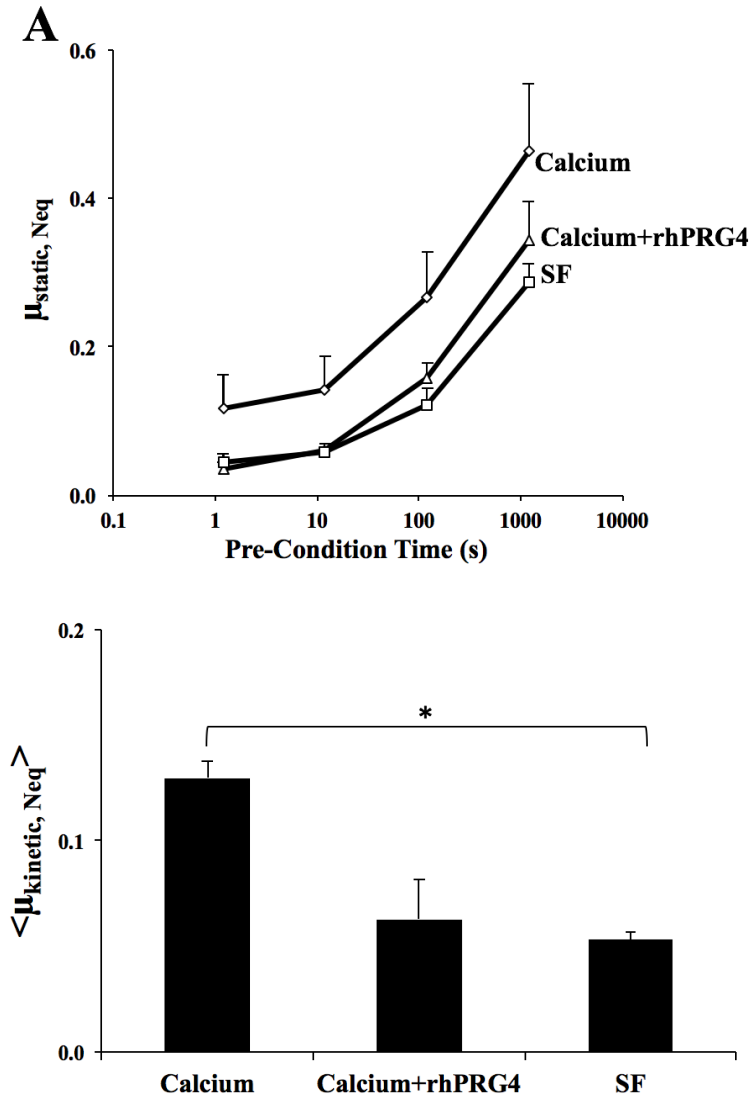 A
0.6
0.4
0.2
0.0
μstatic, Neq
Calcium
Calcium+rhPRG4
SF
0.1 1 10 100 1000 10000
Pre-Condition Time (s)
0.2
0.1
0.0
<μkinetic, Neq>
*
Calcium Calcium+rhPRG4 SF